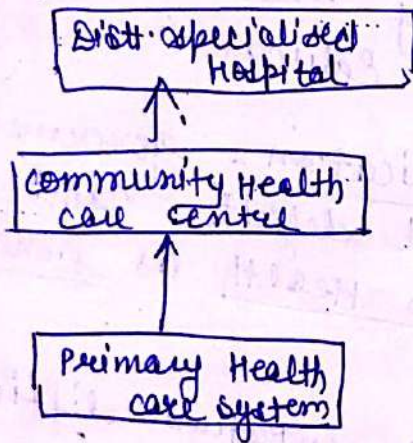 Distt. specialised
Hospital
Community Health
care Centre
Primary Health
care system